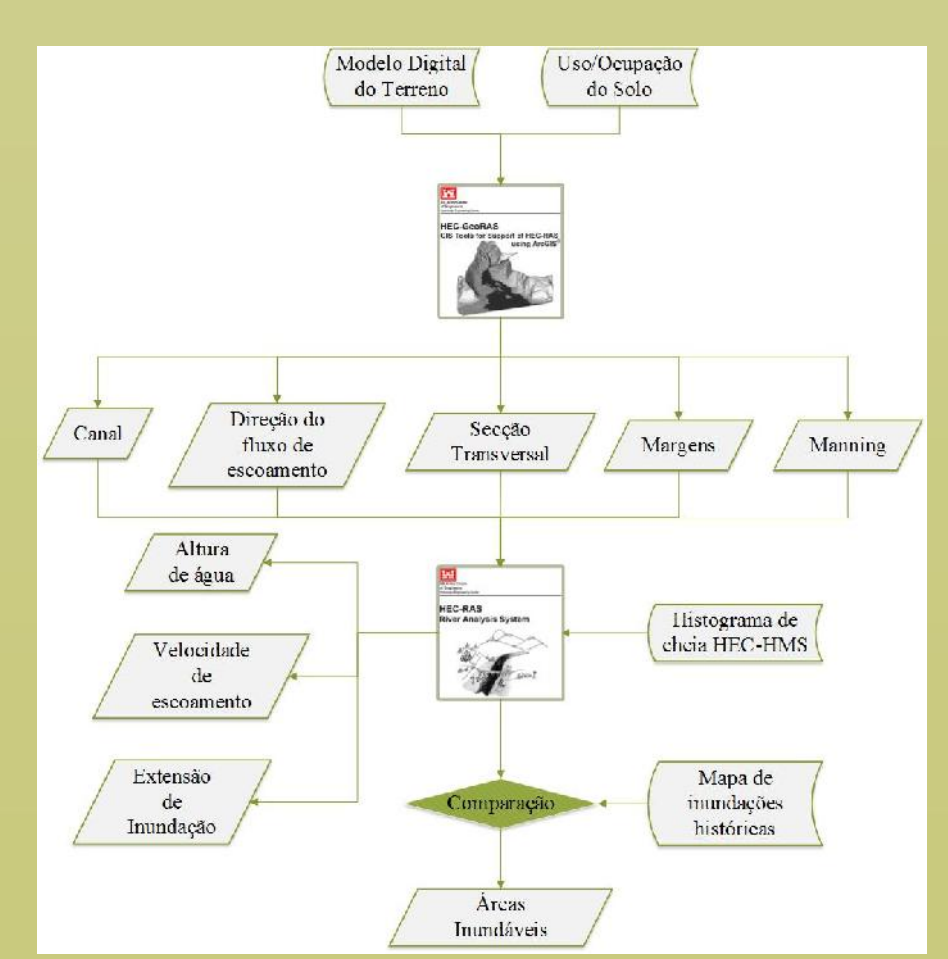 Modelo Digital
do Terreno
Uso/Ocupação
do Solo
HEC-GeoRAS
GIS Tools for Support of HEC-RAS
using ArcGIS
Canal
Direção do
fluxo de
escoamento
Secção
Transversal
Margens
Manning
Altura
de água
HEC-RAS
River Analysis System
Histograma de
cheia HEC-HMS
Velocidade
de
escoamento
Extensão
de
Inundação
Comparação
Mapa de
inundações
históricas
Áreas
Inundáveis